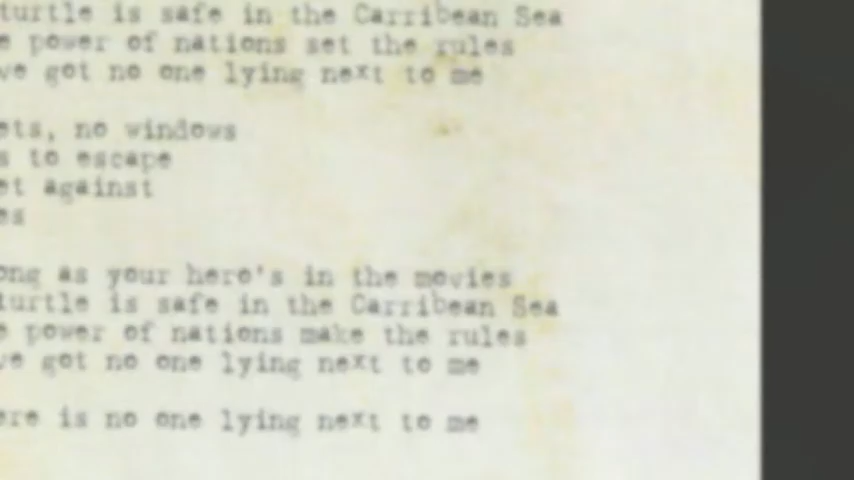 turtle is safe in the Carribean Sea
power of nations set the rules
got no one lying next to me
no windows
to escape
against
as your hero's in the movies
turtle is safe in the Carribean Sea
power of nations make the rules
got no one lying next to me
is no one lying next to me